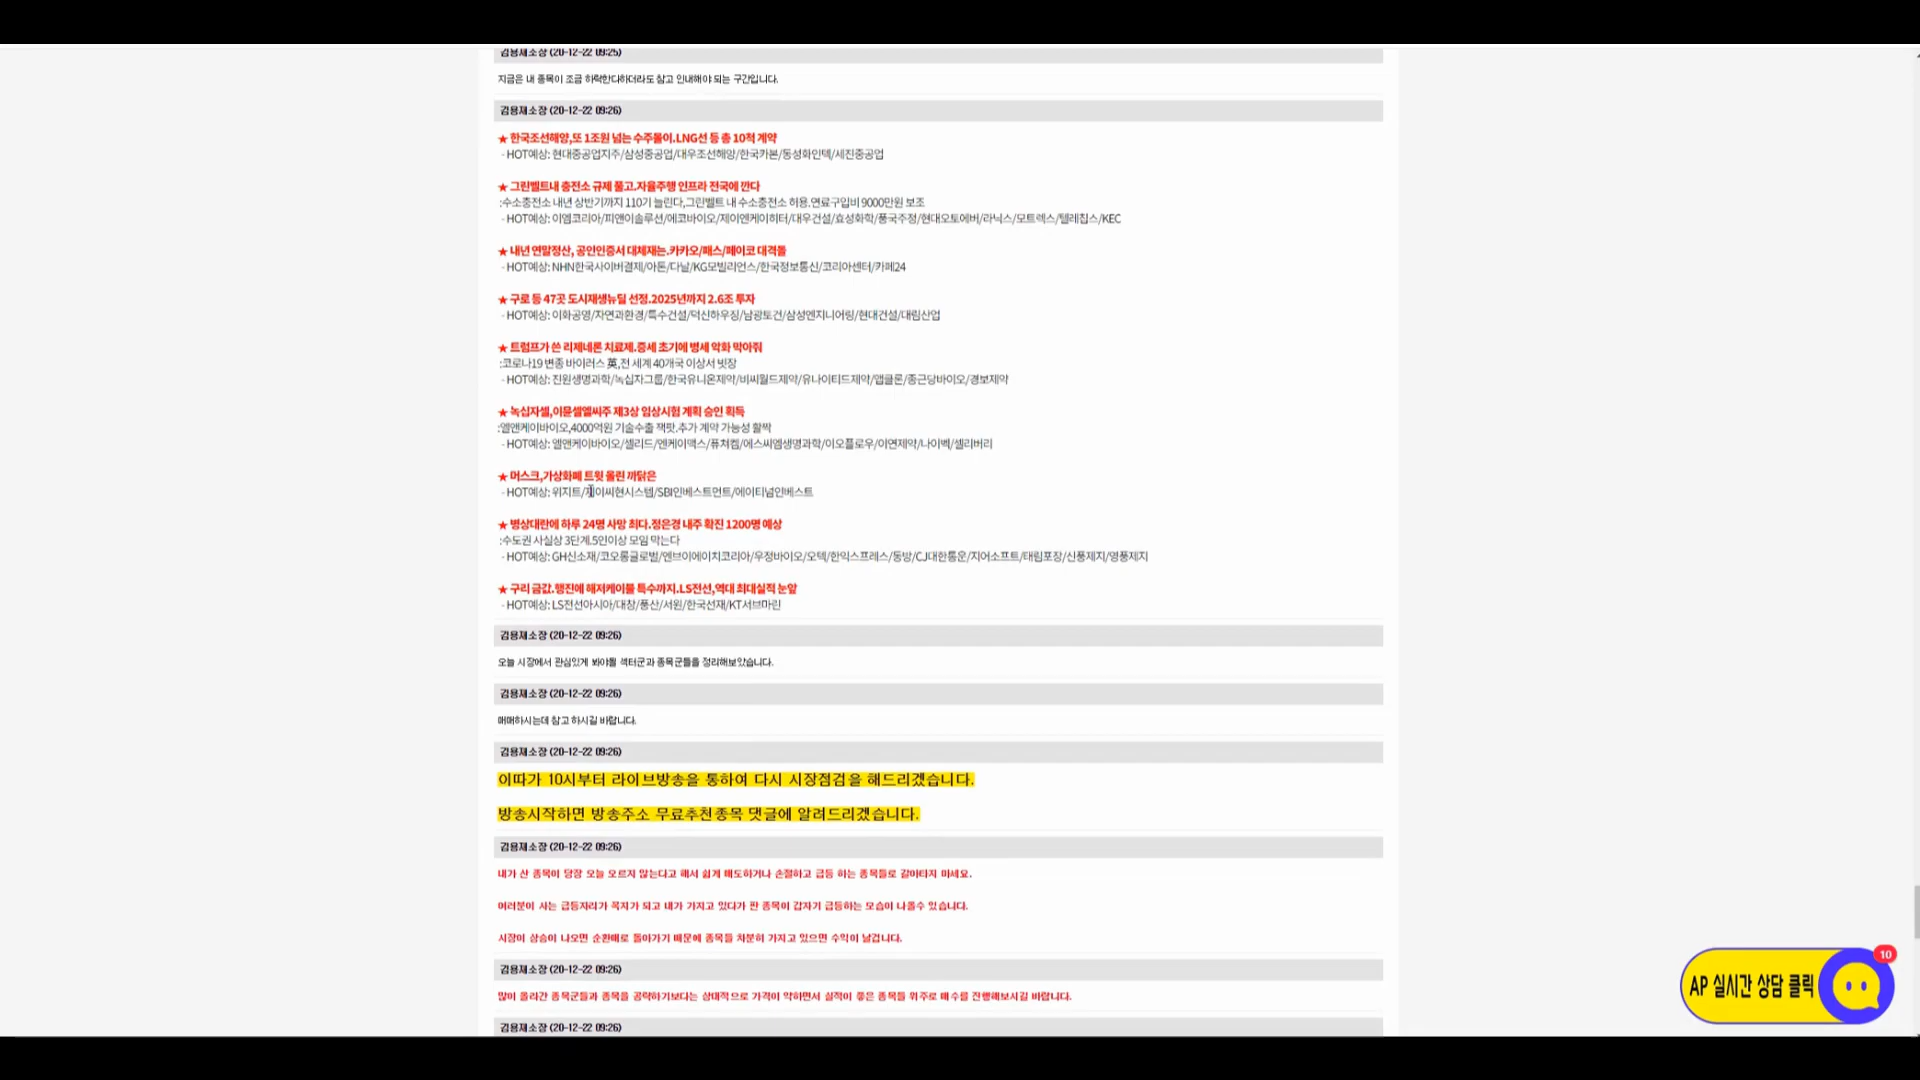 김용재소장 (20-12-22 09:25)
지금은 내 종목이 조금 하락한다하더라도 참고 인내해야 되는 구간입니다.
김용재소장 (20-12-22 09:26)
★ 한국조선해양,또 1조원 넘는 수주몰이.LNG선 등 총 10척 계약
- HOT예상: 현대중공업지주/삼성중공업/대우조선해양/한국카본/동성화인텍/세진중공업
★ 그린벨트내 충전소 규제 풀고.자율주행 인프라 전국에 깐다
:수소충전소 내년 상반기까지 110기 늘린다,그린벨트 내 수소충전소 허용.연료구입비 9000만원 보조
- HOT예상: 이엠코리아/피앤이솔루션/에코바이오/제이엔케이히터/대우건설/효성화학/풍국주정/현대오토에버/라닉스/모트렉스/텔레칩스/KEC
★ 내년 연말정산, 공인인증서 대체재는.카카오/패스/페이코 대격돌
- HOT예상: NHN한국사이버결제/아톤/다날/KG모빌리언스/한국정보통신/코리아센터/카페24
★ 구로 등 47곳 도시재생뉴딜 선정.2025년까지 2.6조 투자
- HOT예상: 이화공영/자연과환경/특수건설/덕신하우징/남광토건/삼성엔지니어링/현대건설/대림산업
★ 트럼프가 쓴 리제네론 치료제.증세 초기에 병세 악화 막아줘
:코로나19 변종 바이러스 英,전 세계 40개국 이상서 빗장
- HOT예상: 진원생명과학/녹십자그룹/한국유니온제약/비씨월드제약/유나이티드제약/앱클론/종근당바이오/경보제약
★ 녹십자셀,이뮨셀엘씨주 제3상 임상시험 계획 승인 획득
:엘앤케이바이오,4000억원 기술수출 잭팟.추가 계약 가능성 활짝
- HOT예상: 엘앤케이바이오/셀리드/엔케이맥스/퓨쳐켐/에스씨엠생명과학/이오플로우/이연제약/나이벡/셀리버리
★ 머스크,가상화폐 트윗 올린 까닭은
- HOT예상: 위지트/제이씨현시스템/SBI인베스트먼트/에이티넘인베스트
★ 병상대란에 하루 24명 사망 최다.정은경 내주 확진 1200명 예상
:수도권 사실상 3단계.5인이상 모임 막는다
- HOT예상: GH신소재/코오롱글로벌/엔브이에이치코리아/우정바이오/오텍/한익스프레스/동방/CJ대한통운/지어소프트/태림포장/신풍제지/영풍제지
★ 구리 금값.행진에 해저케이블 특수까지.LS전선,역대 최대실적 눈앞
- HOT예상: LS전선아시아/대창/풍산/서원/한국선재/KT서브마린
김용재소장 (20-12-22 09:26)
오늘 시장에서 관심있게 봐야될 섹터군과 종목군들을 정리해보았습니다.
김용재소장 (20-12-22 09:26)
매매하시는데 참고 하시길 바랍니다.
김용재소장 (20-12-22 09:26)
이따가 10시부터 라이브방송을 통하여 다시 시장점검을 해드리겠습니다.
방송시작하면 방송주소 무료추천종목 댓글에 알려드리겠습니다.
김용재소장 (20-12-22 09:26)
내가 산 종목이 당장 오늘 오르지 않는다고 해서 쉽게 매도하거나 손절하고 급등 하는 종목들로 갈아타지 마세요.
여러분이 사는 급등자리가 꼭지가 되고 내가 가지고 있다가 판 종목이 갑자기 급등하는 모습이 나올수 있습니다.
시장이 상승이 나오면 순환매로 돌아가기 때문에 종목들 차분히 가지고 있으면 수익이 날겁니다.
김용재소장 (20-12-22 09:26)
많이 올라간 종목군들과 종목을 공략하기보다는 상대적으로 가격이 약하면서 실적이 좋은 종목들 위주로 매수를 진행해보시길 바랍니다.
김용재소장 (20-12-22 09:26)
AP 실시간 상담 클릭
10